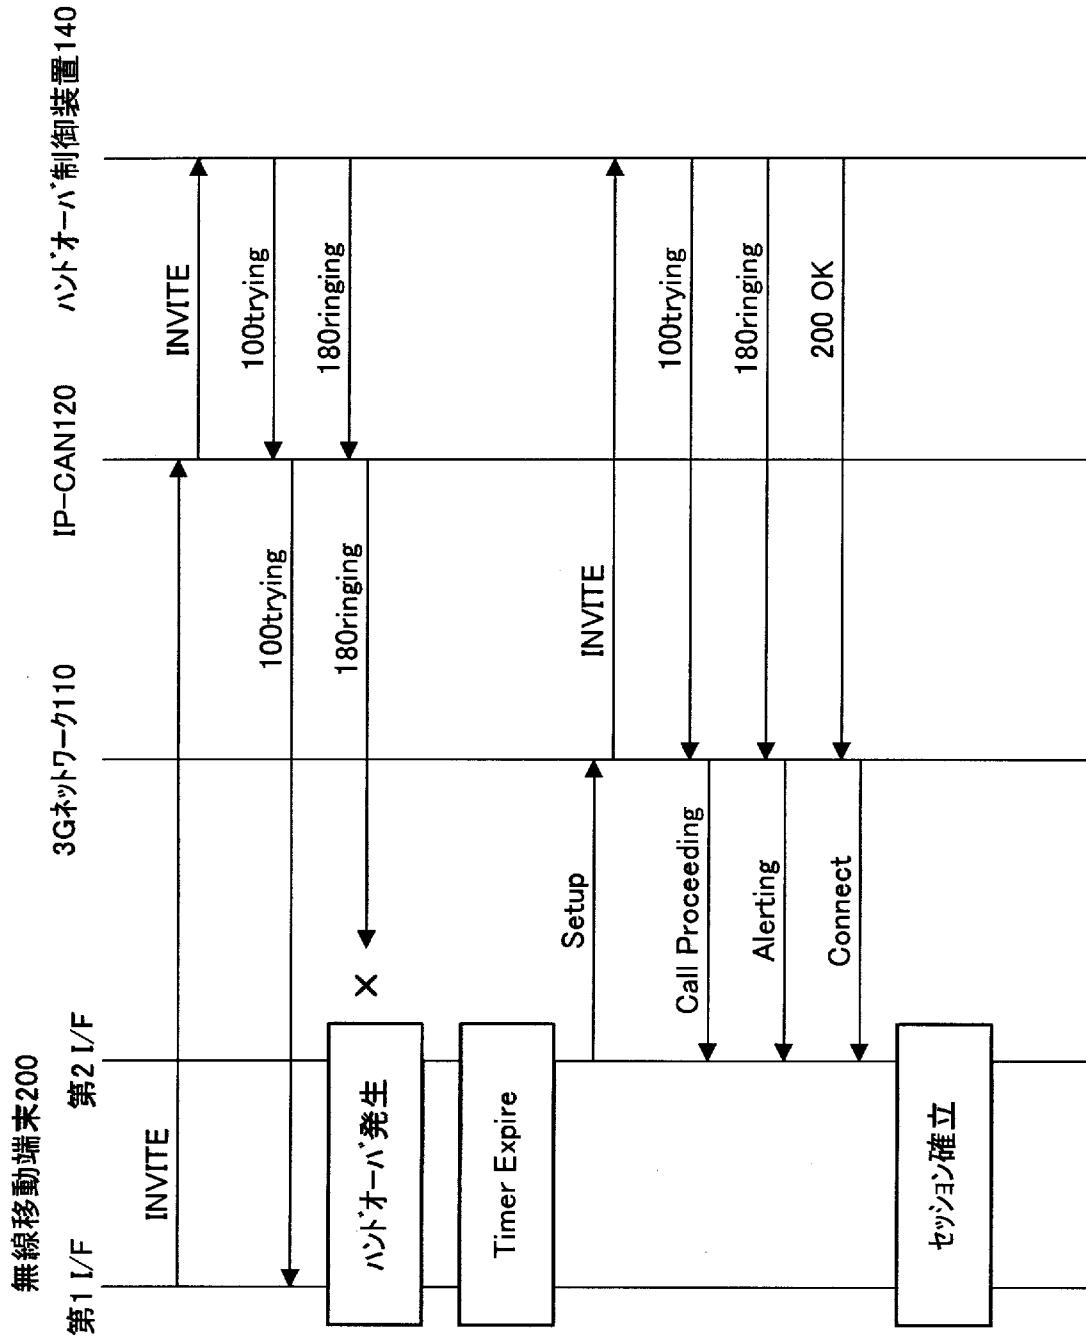 無線移動端末200
第1 I/F
第2 I/F
3Gネットワーク110
IP-CAN120
ハンドオーバ制御装置140
INVITE
INVITE
100trying
100trying
180ringing
180ringing
×
ハンドオーバ発生
Timer Expire
Setup
INVITE
100trying
Call Proceeding
180ringing
Alerting
200 OK
Connect
セッション確立